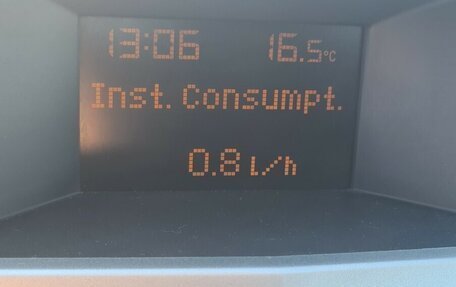 13:06 16.5°C
Inst. Consumpt.
0.8 l/h